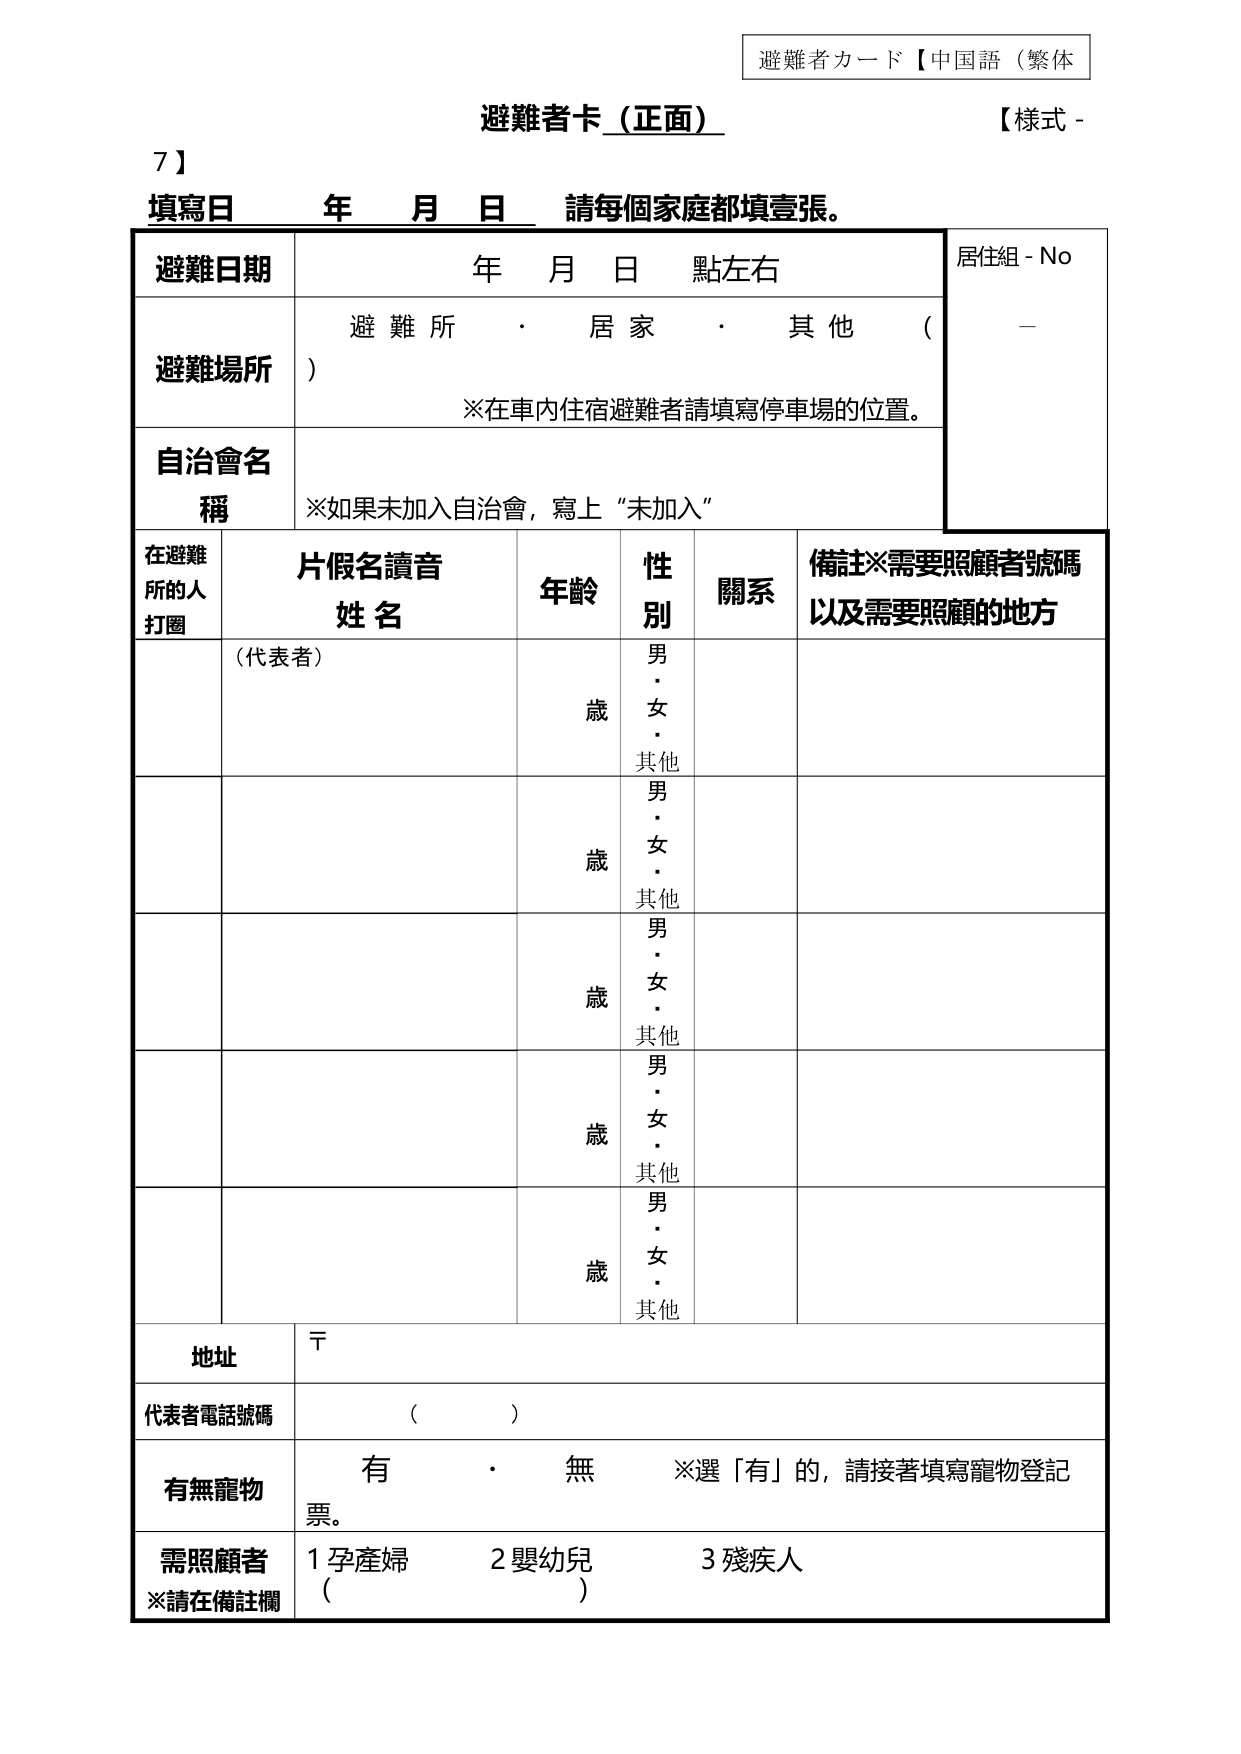 避難者カード【中国語（繁体
避難者卡（正面）　【様式 -
７】
填寫日　　年　　月　　日　請每個家庭都填壹張。
避難日期　年　月　日　點左右
居住組 - No
―
避難場所
避難所　・　居家　・　其他　（
）
※在車內住宿避難者請填寫停車場的位置。
自治會名
稱
※如果未加入自治會，寫上“未加入”
在避難
所的人
打圈
片假名讀音
姓 名
年齡
性
別
關系
備註※需要照顧者號碼
以及需要照顧的地方
（代表者）
歲
男
・
女
・
其他
歲
男
・
女
・
其他
歲
男
・
女
・
其他
歲
男
・
女
・
其他
歲
男
・
女
・
其他
地址　〒
代表者電話號碼　（　　　）
有無寵物
有　・　無　※選「有」的，請接著填寫寵物登記
票。
需照顧者
※請在備註欄
1 孕產婦　2 嬰幼兒　3 殘疾人
（　　　）